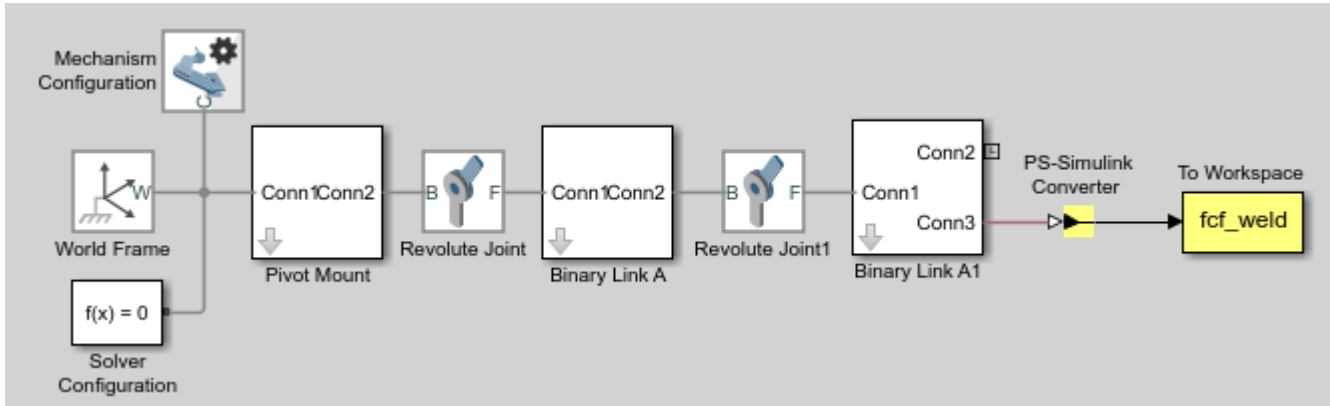 Mechanism
Configuration
C
W
World Frame
f(x) = 0
Solver
Configuration
Conn1Conn2
Pivot Mount
B F
Revolute Joint
Conn1Conn2
Binary Link A
B F
Revolute Joint1
Conn2
Conn1
Conn3
Binary Link A1
PS-Simulink
Converter
To Workspace
fcf_weld